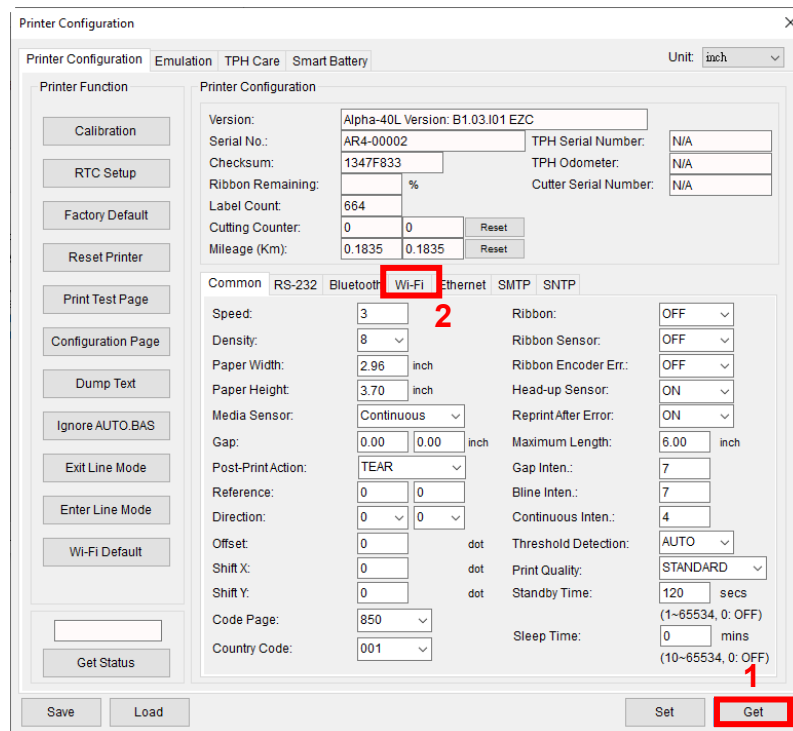 Printer Configuration
Printer Configuration Emulation TPH Care Smart Battery Unit: inch
Printer Function
Calibration
RTC Setup
Factory Default
Reset Printer
Print Test Page
Configuration Page
Dump Text
Ignore AUTO.BAS
Exit Line Mode
Enter Line Mode
Wi-Fi Default
Get Status
Printer Configuration
Version: Alpha-40L Version: B1.03.I01 EZC
Serial No.: AR4-00002 TPH Serial Number: N/A
Checksum: 1347F833 TPH Odometer: N/A
Ribbon Remaining: % Cutter Serial Number: N/A
Label Count: 664
Cutting Counter: 0 0 Reset
Mileage (Km): 0.1835 0.1835 Reset
Common RS-232 Bluetooth Wi-Fi Ethernet SMTP SNTP
2
Speed: 3 Ribbon: OFF
Density: 8 Ribbon Sensor: OFF
Paper Width: 2.96 inch Ribbon Encoder Err.: OFF
Paper Height: 3.70 inch Head-up Sensor: ON
Media Sensor: Continuous Reprint After Error: ON
Gap: 0.00 0.00 inch Maximum Length: 6.00 inch
Post-Print Action: TEAR Gap Inten.: 7
Reference: 0 0 Bline Inten.: 7
Direction: 0 0 Continuous Inten.: 4
Offset: 0 dot Threshold Detection: AUTO
Shift X: 0 dot Print Quality: STANDARD
Shift Y: 0 dot Standby Time: 120 secs
(1~65534, 0: OFF)
Code Page: 850
Sleep Time: 0 mins
Country Code: 001
(10~65534, 0: OFF)
1
Save Load Set Get